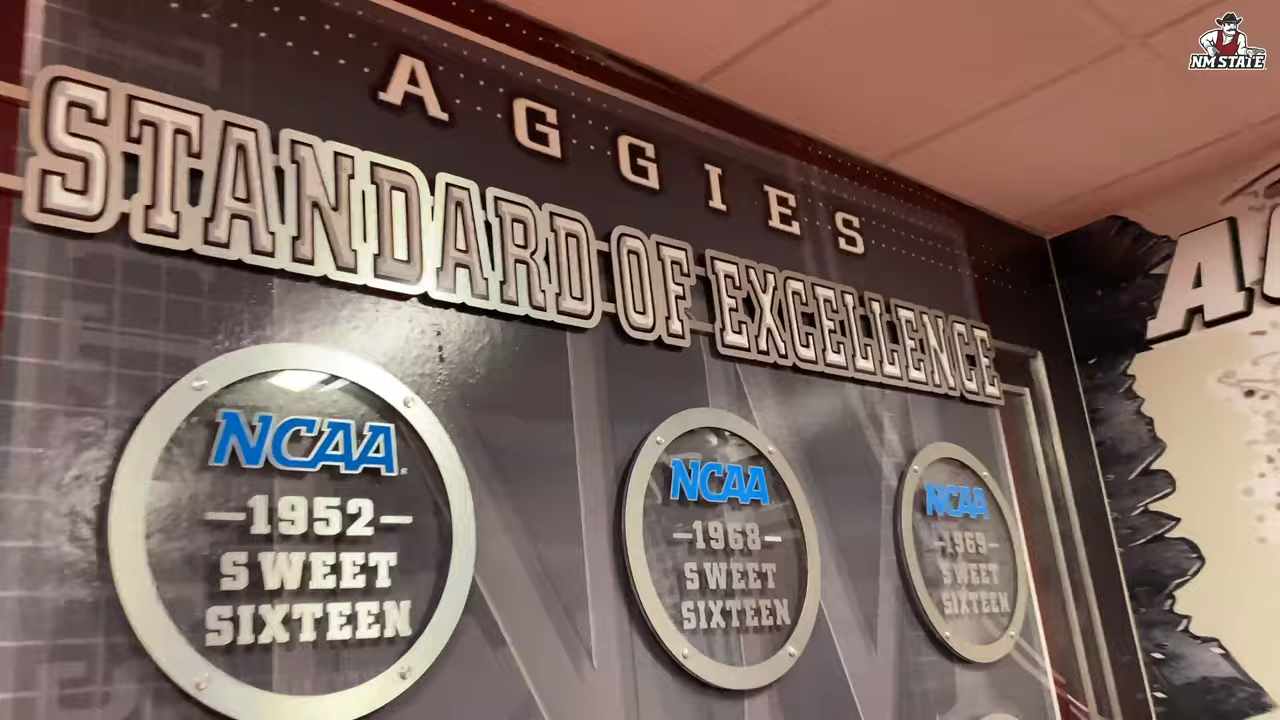 NM STATE
AGGIES
STANDARD OF EXCELLENCE
NCAA
-1952-
SWEET
SIXTEEN
NCAA
-1968-
SWEET
SIXTEEN
NCAA
-1969-
SWEET
SIXTEEN